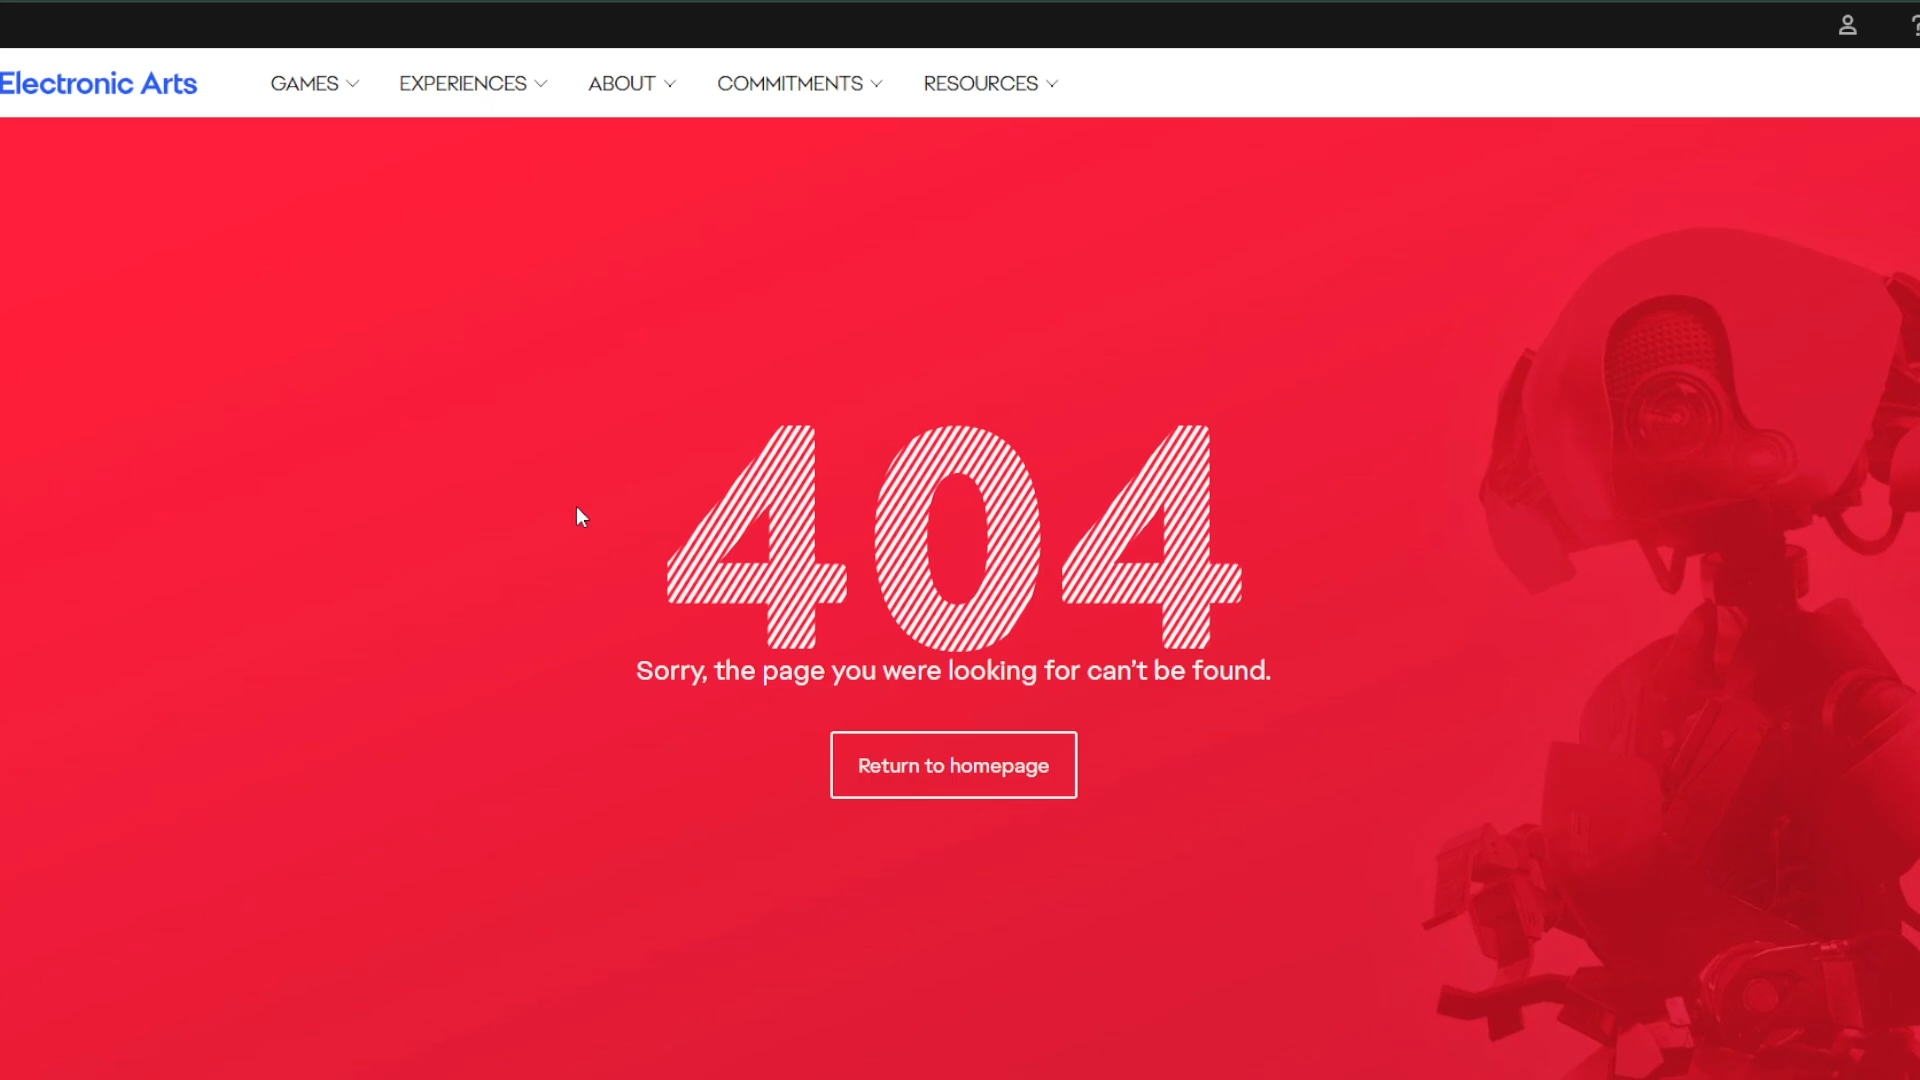 Electronic Arts
GAMES
EXPERIENCES
ABOUT
COMMITMENTS
RESOURCES
404
Sorry, the page you were looking for can't be found.
Return to homepage